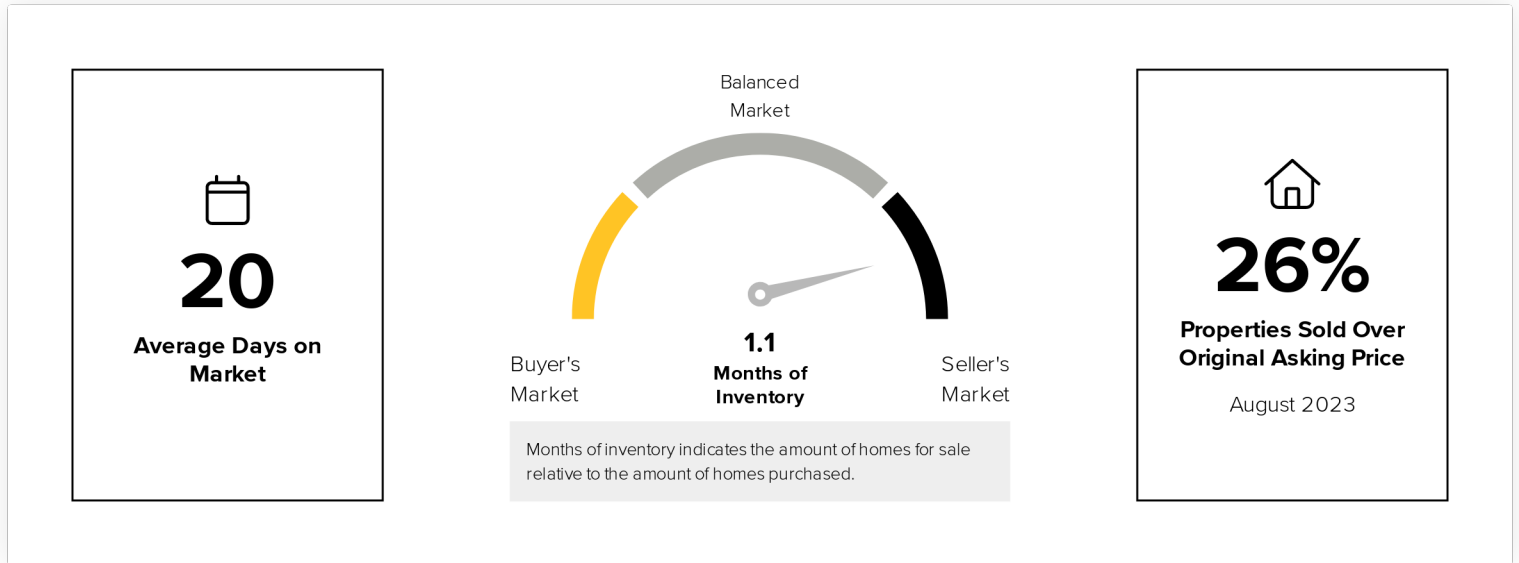 20
Average Days on
Market
Balanced
Market
1.1
Months of
Inventory
Buyer's
Market
Seller's
Market
Months of inventory indicates the amount of homes for sale
relative to the amount of homes purchased.
26%
Properties Sold Over
Original Asking Price
August 2023